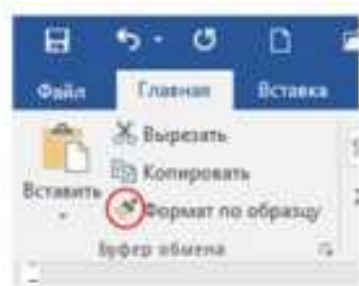 Файл Главная Вставка
Вырезать
Копировать
Вставить
Формат по образцу
Буфер обмена